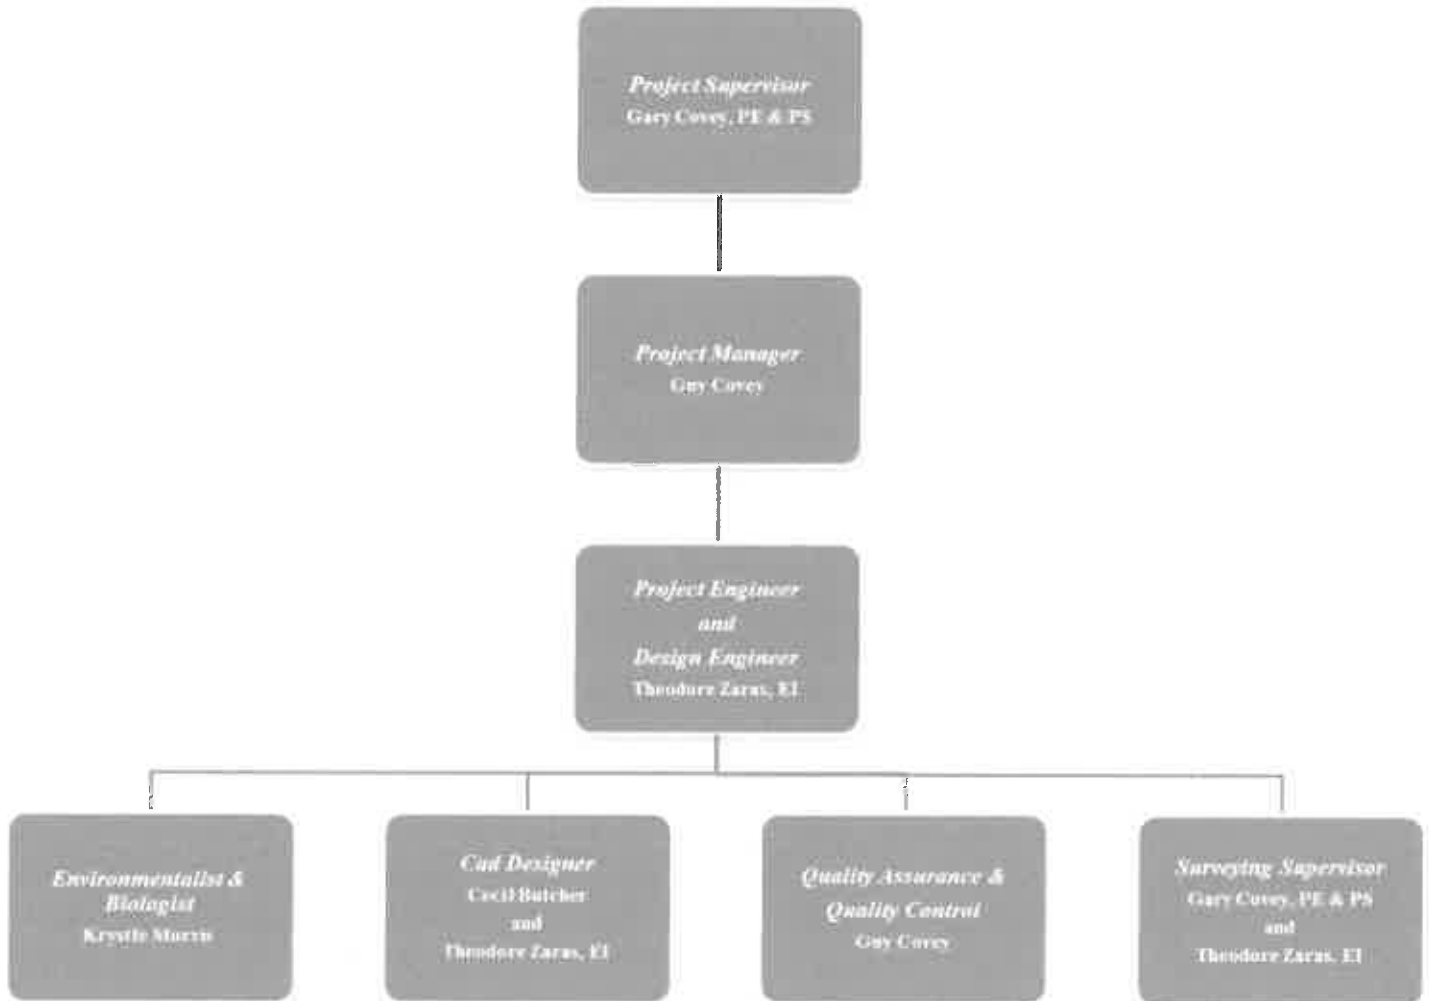 Project Supervisor
Gary Covey, PE & PS
Project Manager
Guy Covey
Project Engineer
and
Design Engineer
Theodore Zaras, EI
Environmentalist &
Biologist
Krystle Morris
Cad Designer
Cecil Butcher
and
Theodore Zaras, EI
Quality Assurance &
Quality Control
Guy Covey
Surveying Supervisor
Gary Covey, PE & PS
and
Theodore Zaras, EI